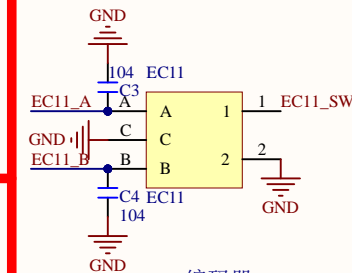 GND
104 EC11
C3
EC11_A A A 1 1 EC11_SW
GND C C
EC11_B B B 2 2
C4 EC11
104
GND
GND